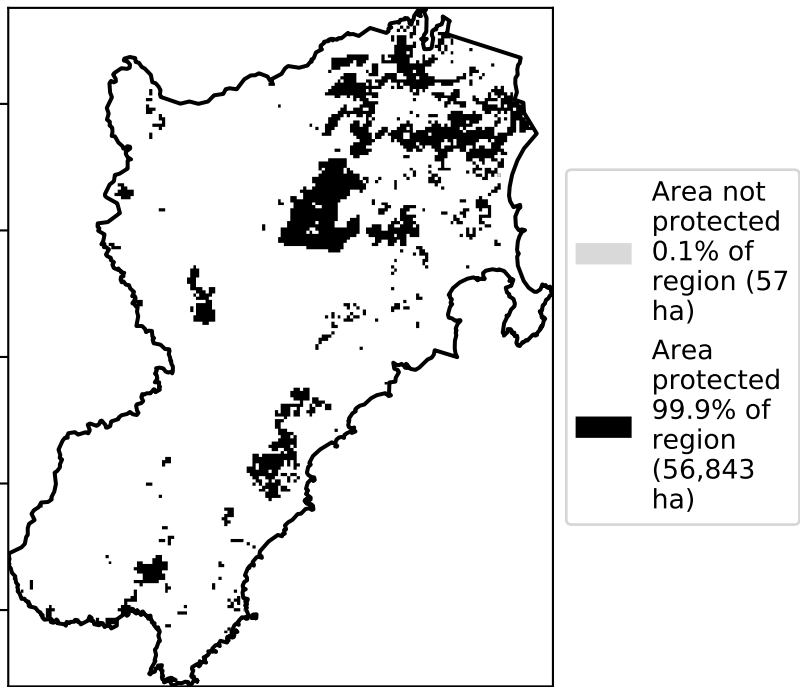 Area not
protected
0.1% of
region (57
ha)
Area
protected
99.9% of
region
(56,843
ha)